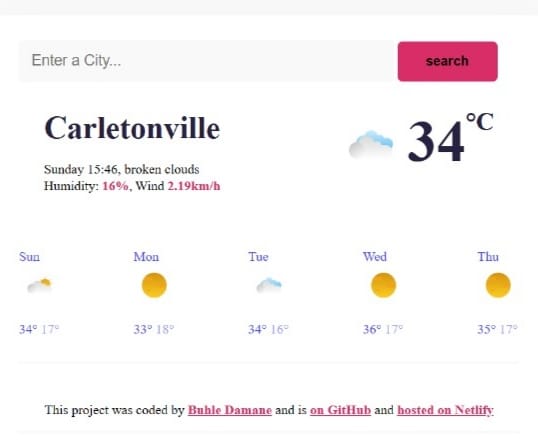 Enter a City...
search
Carletonville
34°C
Sunday 15:46, broken clouds
Humidity: 16%, Wind 2.19km/h
Sun Mon Tue Wed Thu
34° 17° 33° 18° 34° 16° 36° 17° 35° 17°
This project was coded by Buhle Damane and is on GitHub and hosted on Netlify